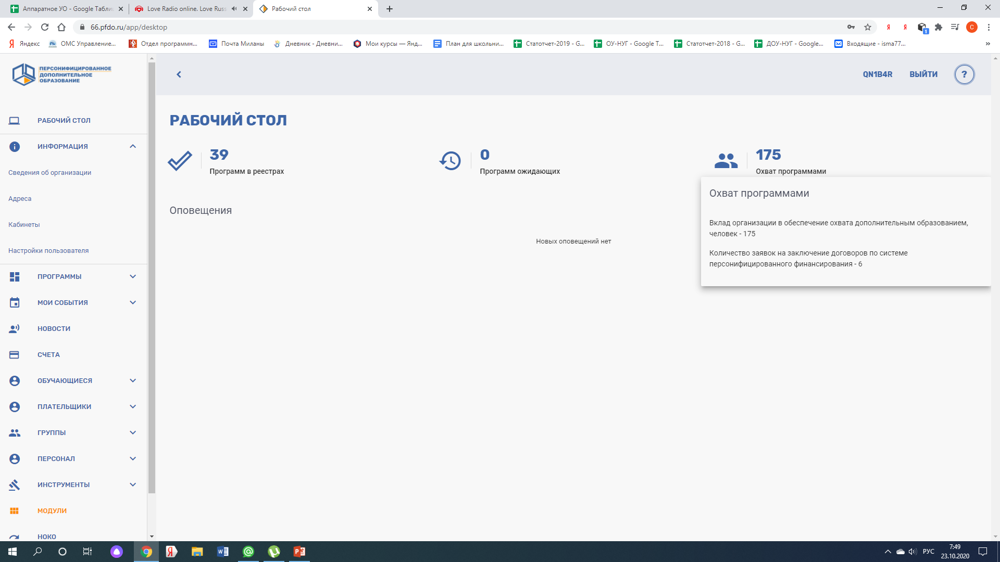 Аппаратное УО - Google Таблиц
Love Radio online. Love Russ
Рабочий стол
66.pfdo.ru/app/desktop
С
1
Яндекс
ОМС Управление...
Отдел программн...
Почта Миланы
Дневник - Дневни...
Мои курсы — Янд...
План для школьни...
Статотчет-2019 - G...
ОУ-НУГ - Google Т...
Статотчет-2018 - G...
ДОУ-НУГ - Google...
Входящие - isma77...
ПЕРСОНИФИЦИРОВАННОЕ
ДОПОЛНИТЕЛЬНОЕ
ОБРАЗОВАНИЕ
QN1B4R
ВЫЙТИ
?
РАБОЧИЙ СТОЛ
ИНФОРМАЦИЯ
Сведения об организации
Адреса
Кабинеты
Настройки пользователя
ПРОГРАММЫ
МОИ СОБЫТИЯ
НОВОСТИ
СЧЕТА
ОБУЧАЮЩИЕСЯ
ПЛАТЕЛЬЩИКИ
ГРУППЫ
ПЕРСОНАЛ
ИНСТРУМЕНТЫ
МОДУЛИ
НОКО
РАБОЧИЙ СТОЛ
39
Программ в реестрах
0
Программ ожидающих
175
Охват программами
Оповещения
Новых оповещений нет
Охват программами
Вклад организации в обеспечение охвата дополнительным образованием,
человек - 175
Количество заявок на заключение договоров по системе
персонифицированного финансирования - 6
РУС
7:49
23.10.2020